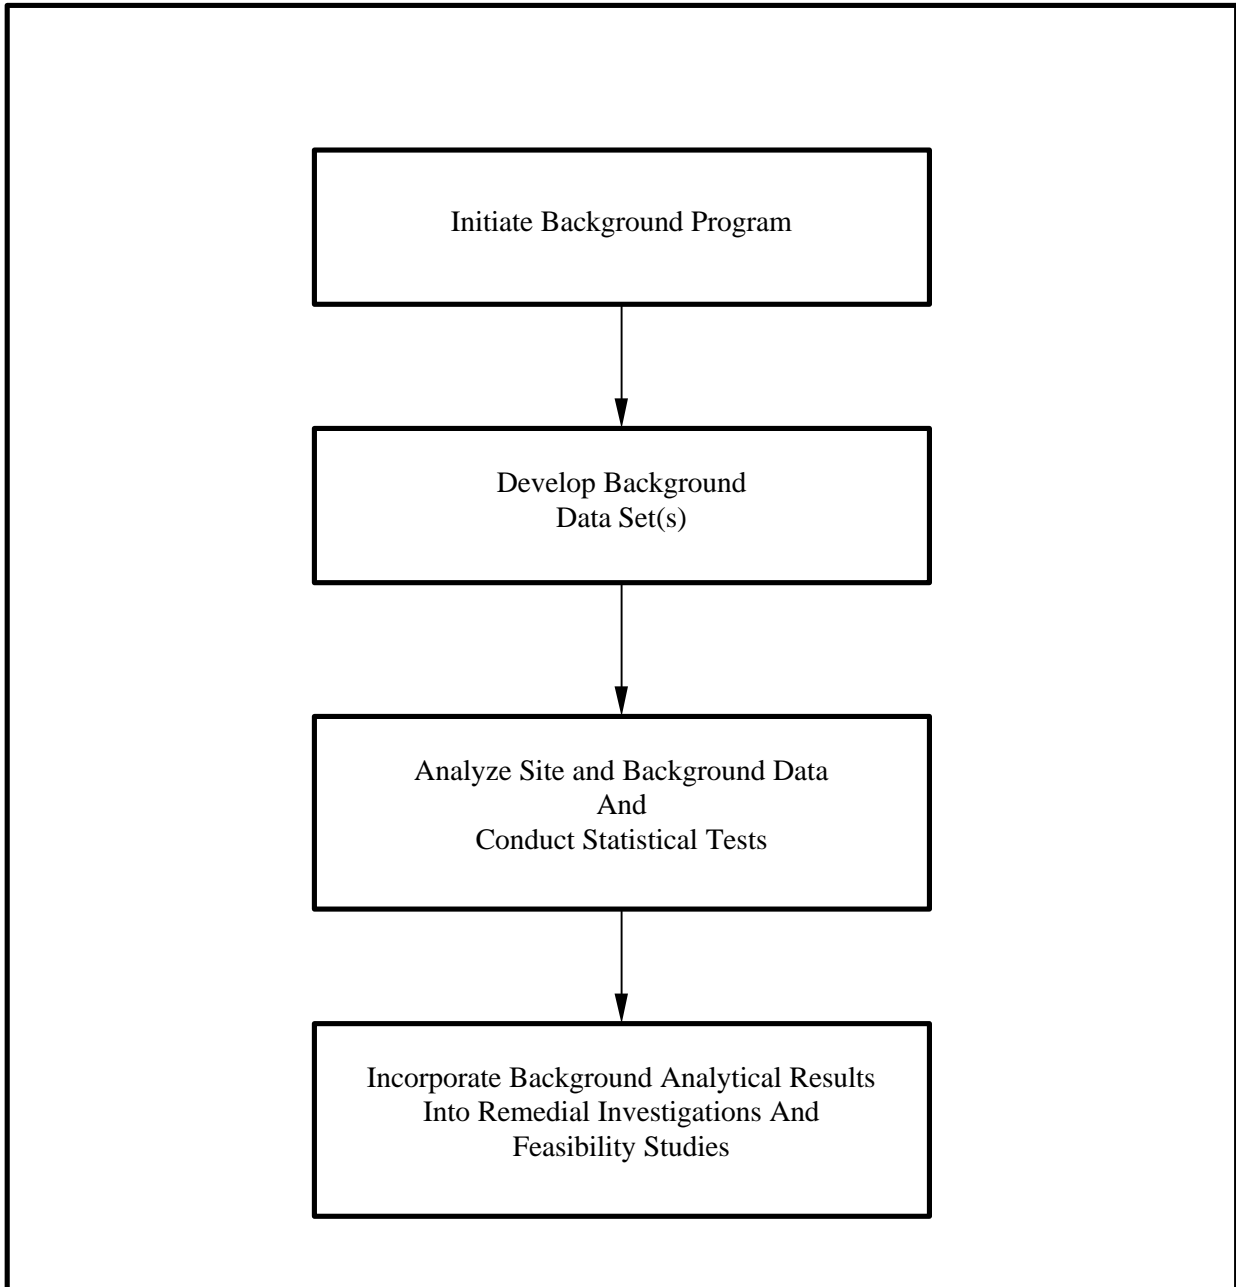 Initiate Background Program
Develop Background
Data Set(s)
Analyze Site and Background Data
And
Conduct Statistical Tests
Incorporate Background Analytical Results
Into Remedial Investigations And
Feasibility Studies